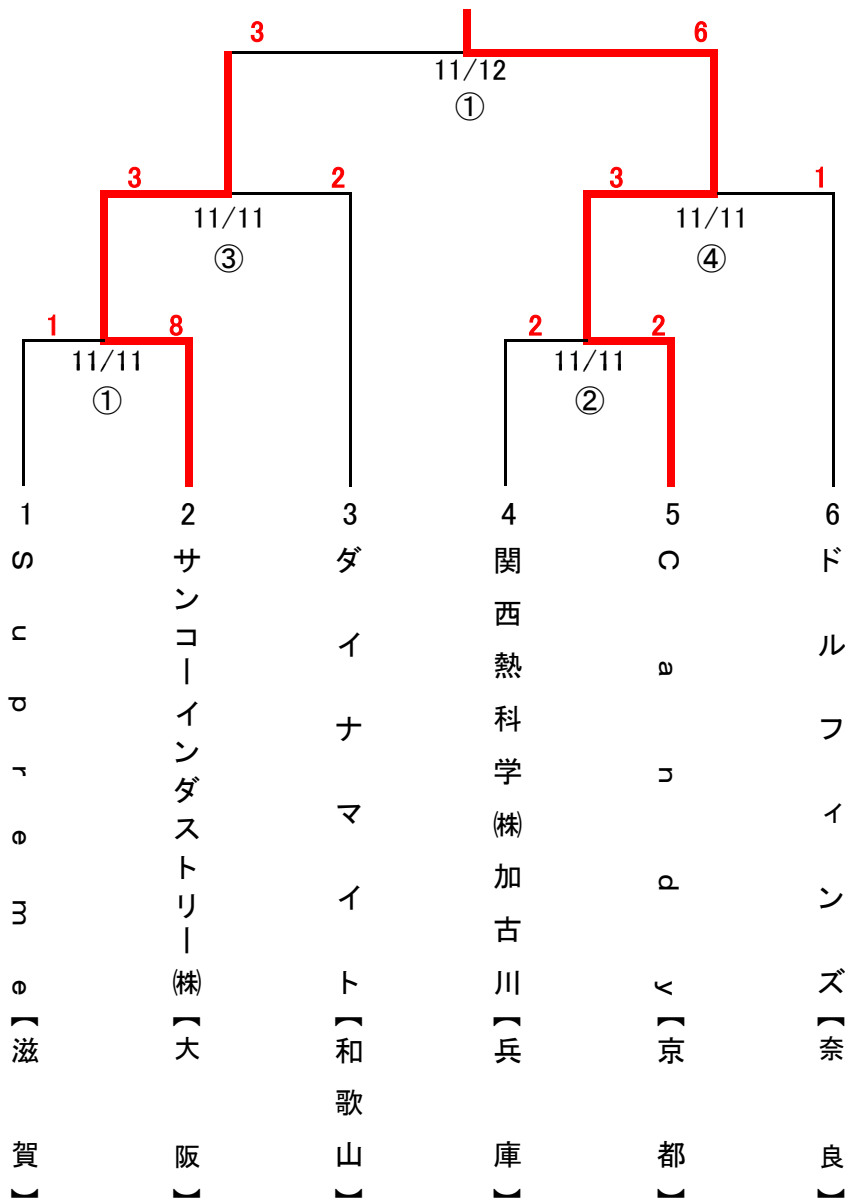 3 6
11/12
①
3 2 3 1
11/11 11/11
③ ④
1 8 2 2
11/11 11/11
① ②
1 2 3 4 5 6
Supreme【滋賀】
サンコーインダストリー㈱【大阪】
ダイナマイト【和歌山】
関西熱科学㈱加古川【兵庫】
Candy【京都】
ドルフィンズ【奈良】